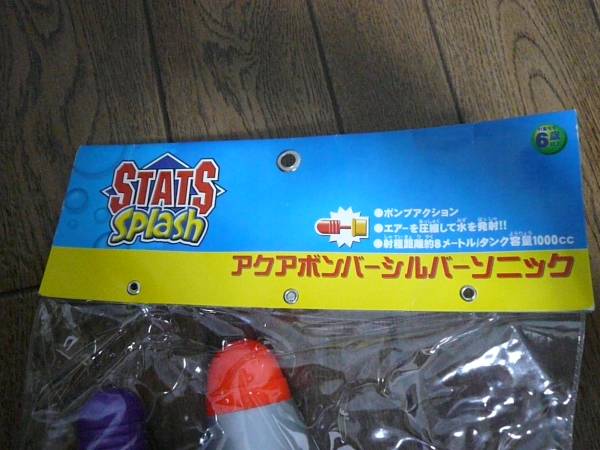 STATS
Splash
6歳
●ポンプアクション
●エアーを圧縮して水を発射!!
●射程距離約8メートル/タンク容量1000cc
アクアボンバーシルバーソニック